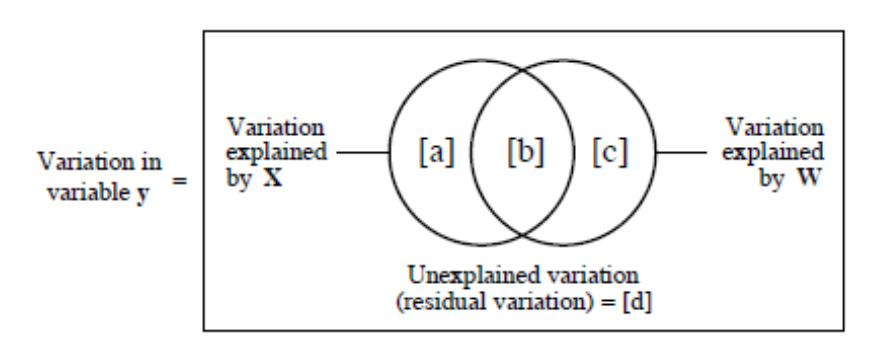 Variation in
variable y
=
Variation
explained
by X
[a]
[b]
[c]
Variation
explained
by W
Unexplained variation
(residual variation) = [d]